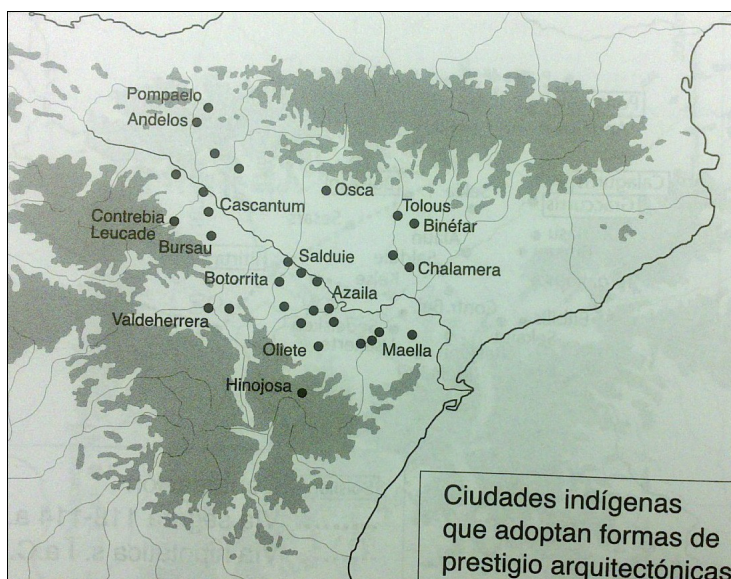 Pompaelo
Andelos
Osca
Tolous
Cascantum
Contrebia
Leucade
Binéfar
Bursau
Salduie
Chalamera
Botorrita
Azaila
Valdeherrera
Oliete
Maella
Hinojosa
Ciudades indígenas
que adoptan formas de
prestigio arquitectónicas